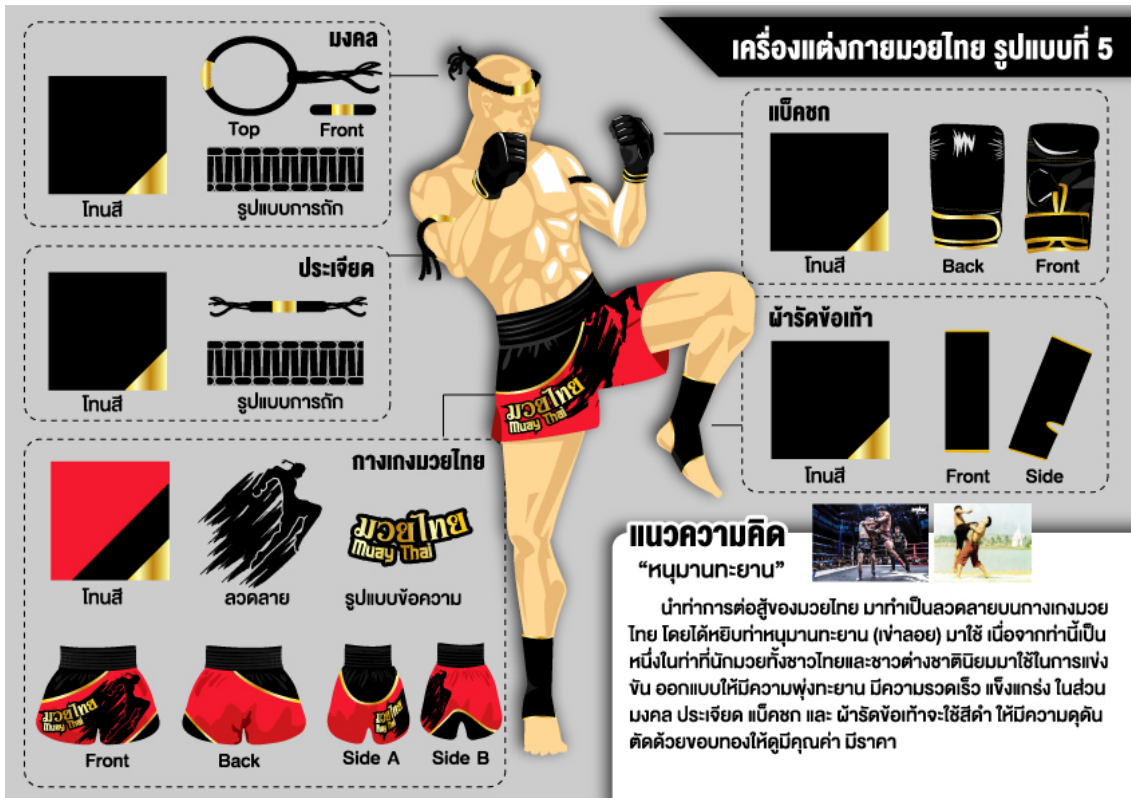 เครื่องแต่งกายมวยไทย รูปแบบที่ 5
มงคล
Top
Front
โทนสี
รูปแบบการถัก
ประเจียด
โทนสี
รูปแบบการถัก
กางเกงมวยไทย
มวยไทย
Muay Thai
โทนสี
ลวดลาย
รูปแบบข้อความ
มวยไทย
Muay Thai
มวยไทย
Muay Thai
มวยไทย
Muay Thai
Front
Back
Side A
Side B
แบ็คชก
โทนสี
Back
Front
ผ้ารัดข้อเท้า
โทนสี
Front
Side
แนวความคิด
“หนุมานทะยาน”
นำท่าการต่อสู้ของมวยไทย มาทำเป็นลวดลายบนกางเกงมวย
ไทย โดยได้หยิบท่าหนุมานทะยาน (เข่าลอย) มาใช้ เนื่อจากท่านี้เป็น
หนึ่งในท่าที่นักมวยทั้งชาวไทยและชาวต่างชาตินิยมมาใช้ในการแข่ง
ขัน ออกแบบให้มีความพุ่งทะยาน มีความรวดเร็ว แข็งแกร่ง ในส่วน
มงคล ประเจียด แบ็คชก และ ผ้ารัดข้อเท้าจะใช้สีดำ ให้มีความดุดัน
ตัดด้วยขอบทองให้ดูมีคุณค่า มีราคา